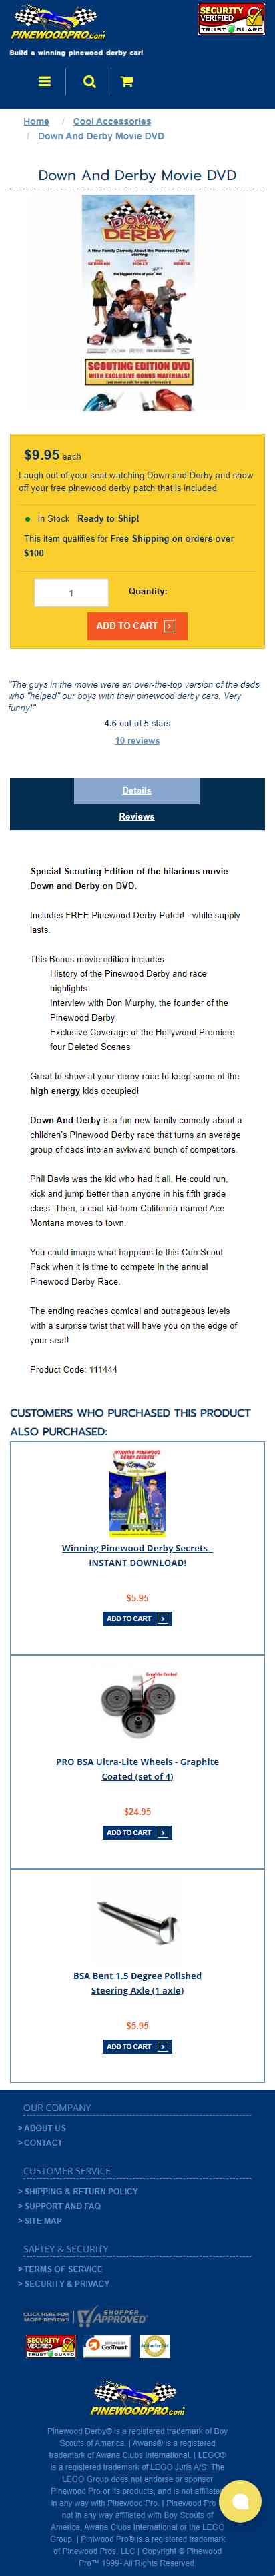 PINEWOODPRO.COM
SECURITY
VERIFIED
TRUST GUARD
Build a winning pinewood derby car!
Home / Cool Accessories
/ Down And Derby Movie DVD
Down And Derby Movie DVD
DOWN AND DERBY
A New Family Comedy About the Pinewood Derby!
SCOUTING EDITION DVD
WITH EXCLUSIVE BONUS MATERIALS!
$9.95 each
Laugh out of your seat watching Down and Derby and show
off your free pinewood derby patch that is included
In Stock Ready to Ship!
This item qualifies for Free Shipping on orders over
$100
1 Quantity:
ADD TO CART
"The guys in the movie were an over-the-top version of the dads
who "helped" our boys with their pinewood derby cars. Very
funny!"
4.6 out of 5 stars
10 reviews
Details
Reviews
Special Scouting Edition of the hilarious movie
Down and Derby on DVD.
Includes FREE Pinewood Derby Patch! - while supply
lasts.
This Bonus movie edition includes:
History of the Pinewood Derby and race
highlights
Interview with Don Murphy, the founder of the
Pinewood Derby
Exclusive Coverage of the Hollywood Premiere
four Deleted Scenes
Great to show at your derby race to keep some of the
high energy kids occupied!
Down And Derby is a fun new family comedy about a
children's Pinewood Derby race that turns an average
group of dads into an awkward bunch of competitors.
Phil Davis was the kid who had it all. He could run,
kick and jump better than anyone in his fifth grade
class. Then, a cool kid from California named Ace
Montana moves to town.
You could image what happens to this Cub Scout
Pack when it is time to compete in the annual
Pinewood Derby Race.
The ending reaches comical and outrageous levels
with a surprise twist that will have you on the edge of
your seat!
Product Code: 111444
CUSTOMERS WHO PURCHASED THIS PRODUCT
ALSO PURCHASED:
WINNING PINEWOOD
DERBY SECRETS
Winning Pinewood Derby Secrets -
INSTANT DOWNLOAD!
$5.95
ADD TO CART
Graphite Coated
PRO BSA Ultra-Lite Wheels - Graphite
Coated (set of 4)
$24.95
ADD TO CART
BSA Bent 1.5 Degree Polished
Steering Axle (1 axle)
$5.95
ADD TO CART
OUR COMPANY
> ABOUT US
> CONTACT
CUSTOMER SERVICE
> SHIPPING & RETURN POLICY
> SUPPORT AND FAQ
> SITE MAP
SAFTEY & SECURITY
> TERMS OF SERVICE
> SECURITY & PRIVACY
CLICK HERE FOR
MORE REVIEWS
SHOPPER
APPROVED
SECURITY
VERIFIED
TRUST GUARD
GeoTrust
PINEWOODPRO.COM
Pinewood Derby® is a registered trademark of Boy
Scouts of America. | Awana® is a registered
trademark of Awana Clubs International. | LEGO®
is a registered trademark of LEGO Juris A/S. The
LEGO Group does not endorse or sponsor
Pinewood Pro or its products, and is not affiliated
in any way with Pinewood Pro. | Pinewood Pro is
not in any way affiliated with Boy Scouts of
America, Awana Clubs International or the LEGO
Group. | Pintwood Pro® is a registered trademark
of Pinewood Pros, LLC | Copyright © Pinewood
Pro™ 1999- All Rights Reserved.